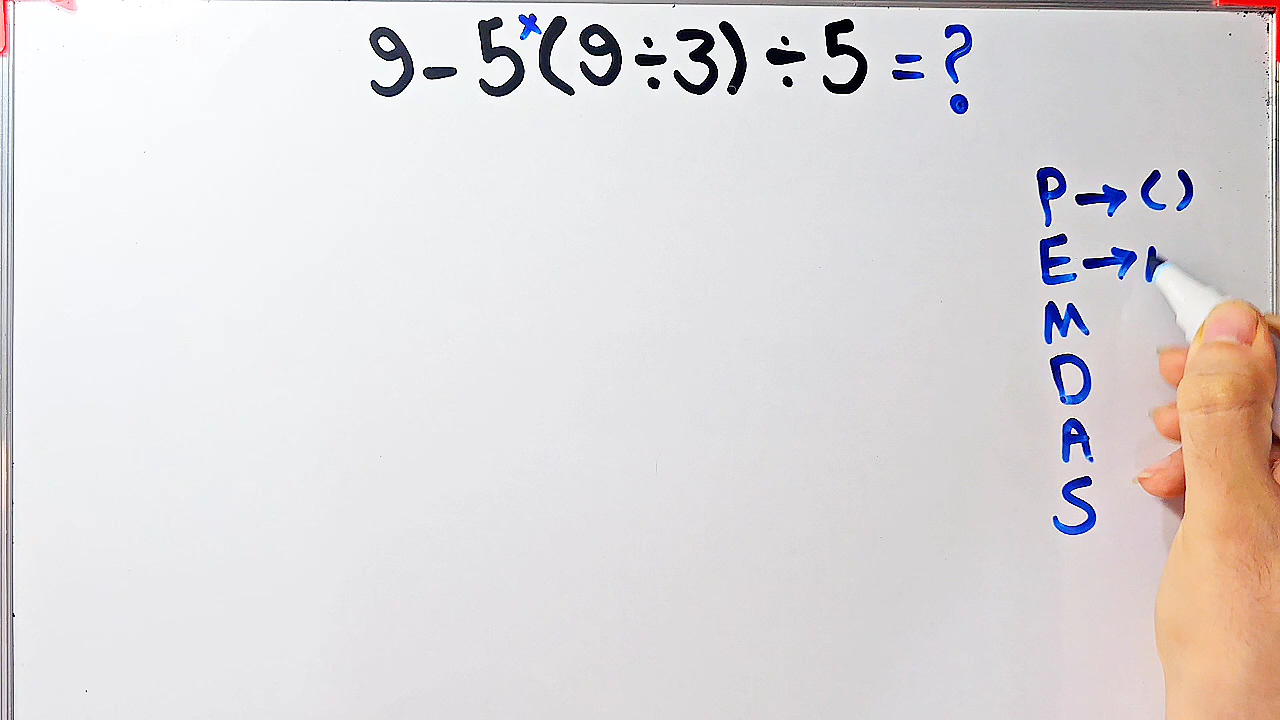 9 - 5×(9÷3) ÷ 5 = ?
P → ( )
E →
M
D
A
S